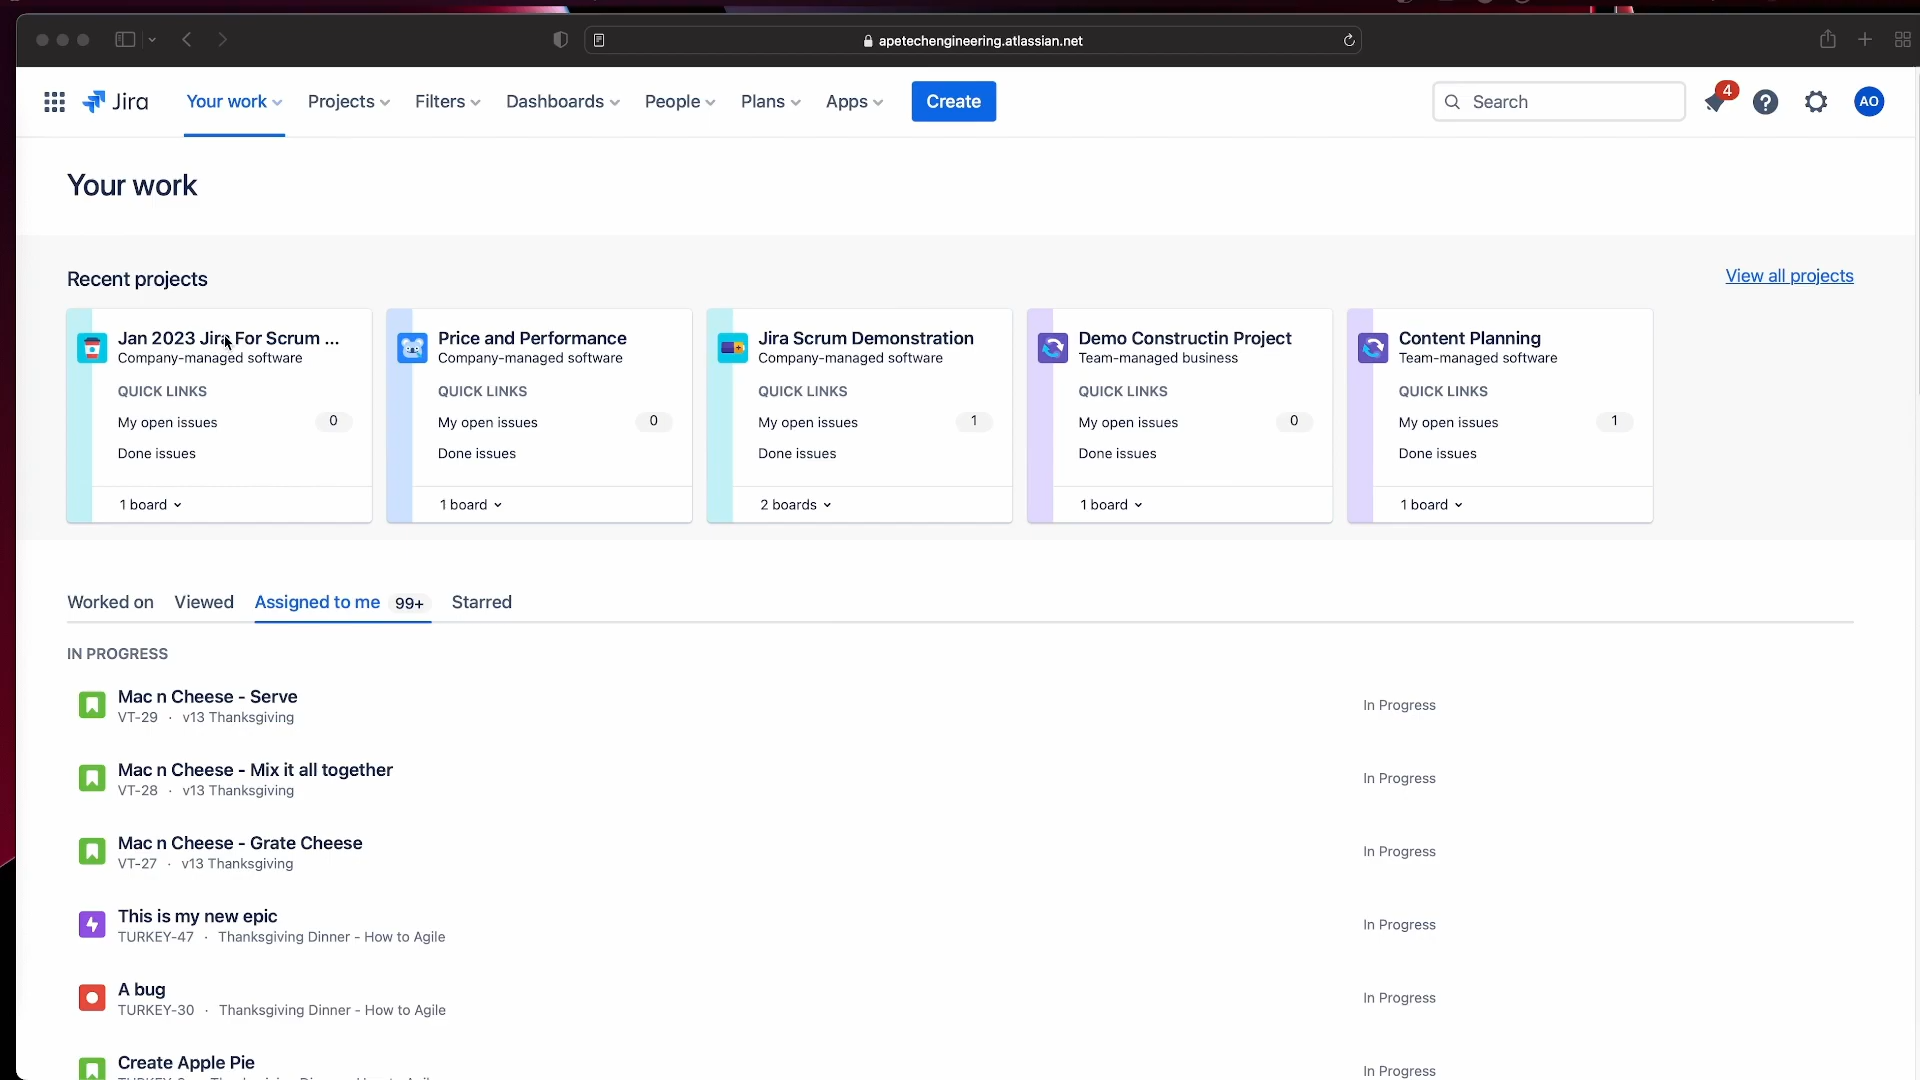 apetechengineering.atlassian.net
Jira Your work Projects Filters Dashboards People Plans Apps Create Search 4 AO
Your work
Recent projects View all projects
Jan 2023 Jira For Scrum ... Price and Performance Jira Scrum Demonstration Demo Constructin Project Content Planning
Company-managed software Company-managed software Company-managed software Team-managed business Team-managed software
QUICK LINKS QUICK LINKS QUICK LINKS QUICK LINKS QUICK LINKS
My open issues 0 My open issues 0 My open issues 1 My open issues 0 My open issues 1
Done issues Done issues Done issues Done issues Done issues
1 board 1 board 2 boards 1 board 1 board
Worked on Viewed Assigned to me 99+ Starred
IN PROGRESS
Mac n Cheese - Serve
VT-29 · v13 Thanksgiving In Progress
Mac n Cheese - Mix it all together
VT-28 · v13 Thanksgiving In Progress
Mac n Cheese - Grate Cheese
VT-27 · v13 Thanksgiving In Progress
This is my new epic
TURKEY-47 · Thanksgiving Dinner - How to Agile In Progress
A bug
TURKEY-30 · Thanksgiving Dinner - How to Agile In Progress
Create Apple Pie
In Progress